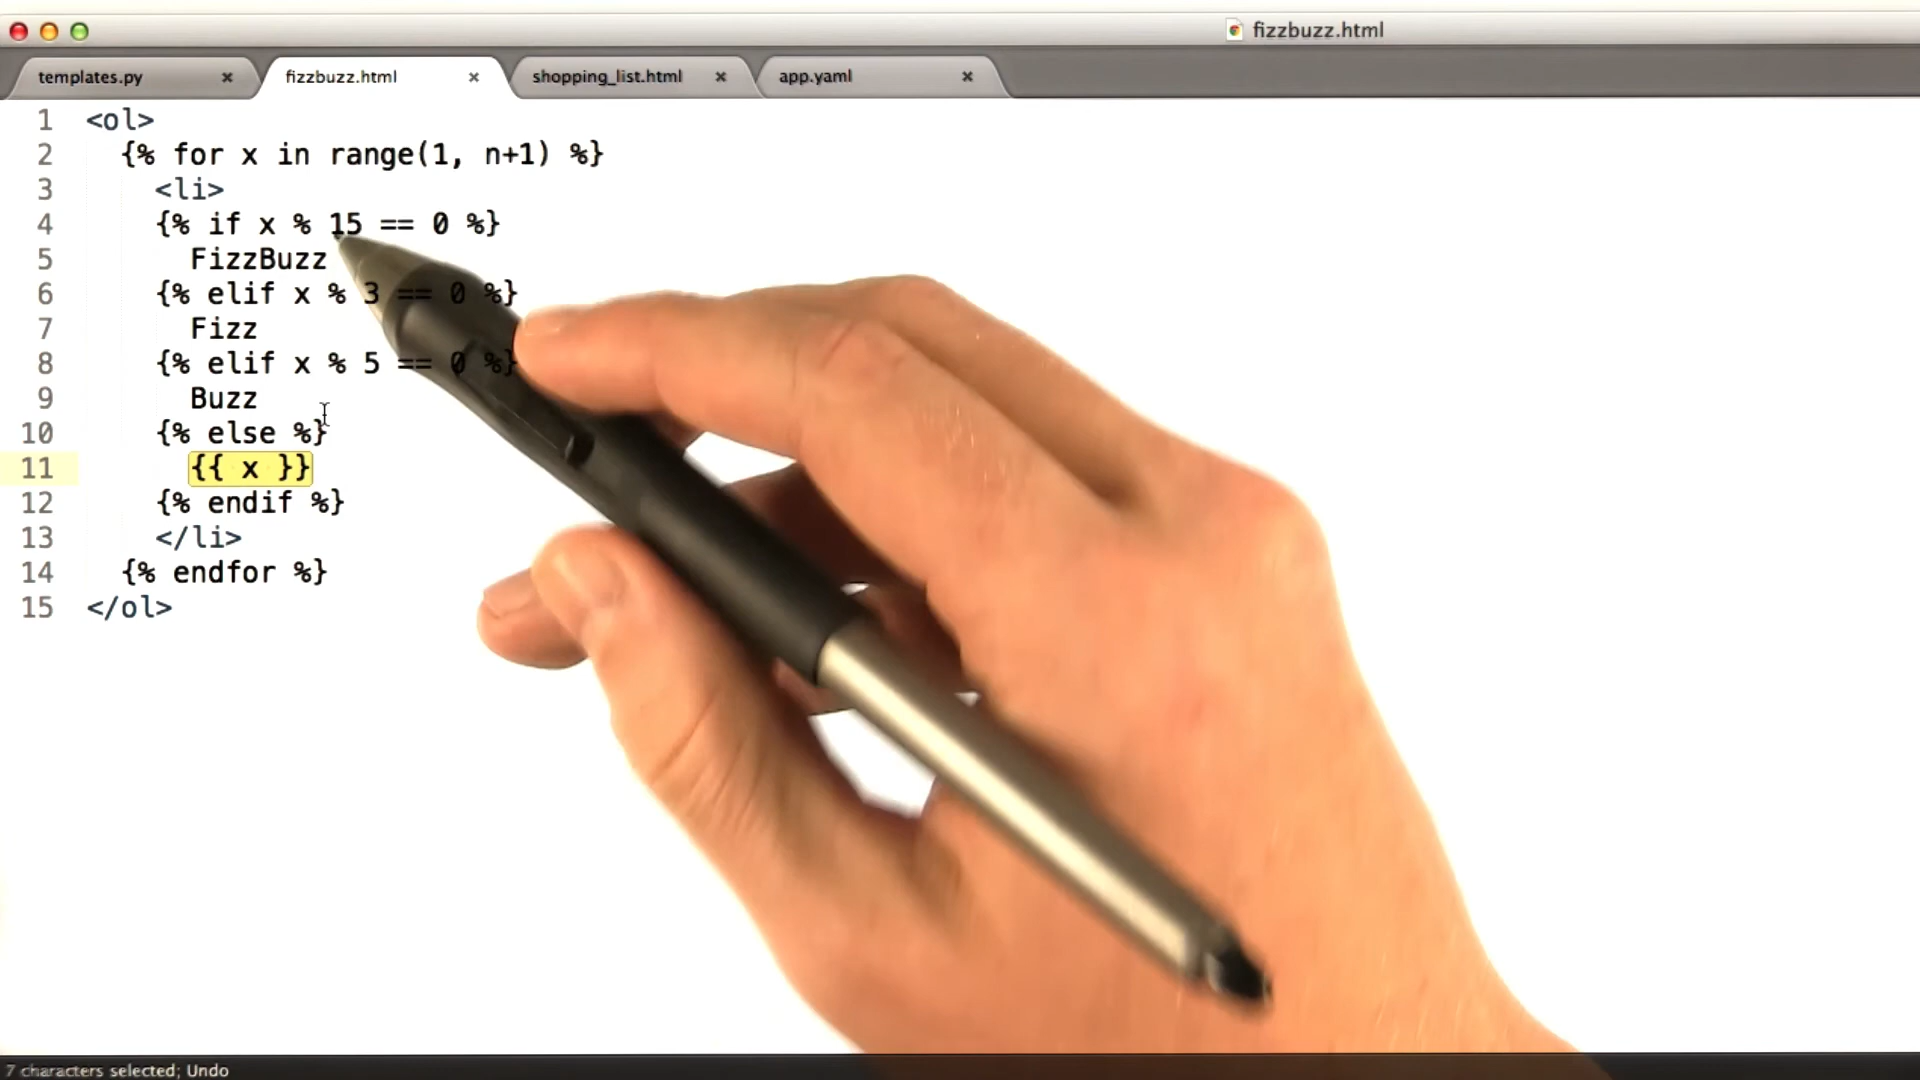 fizzbuzz.html
templates.py × fizzbuzz.html × shopping_list.html × app.yaml ×
1 <ol>
2 {% for x in range(1, n+1) %}
3 <li>
4 {% if x % 15 == 0 %}
5 FizzBuzz
6 {% elif x % 3 == 0 %}
7 Fizz
8 {% elif x % 5 == 0 %}
9 Buzz
10 {% else %}
11 {{ x }}
12 {% endif %}
13 </li>
14 {% endfor %}
15 </ol>
7 characters selected; Undo